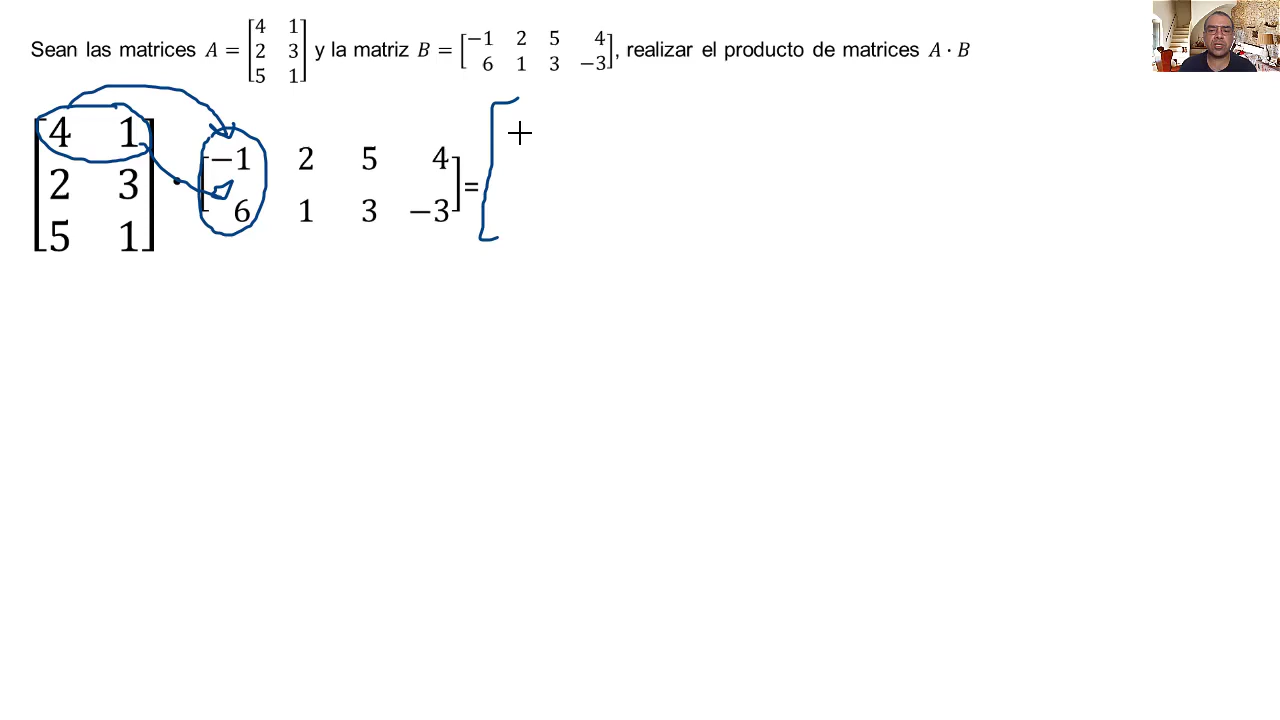 Sean las matrices A = [4 1; 2 3; 5 1] y la matriz B = [−1 2 5 4; 6 1 3 −3], realizar el producto de matrices A · B
[4 1; 2 3; 5 1] · [−1 2 5 4; 6 1 3 −3] = [